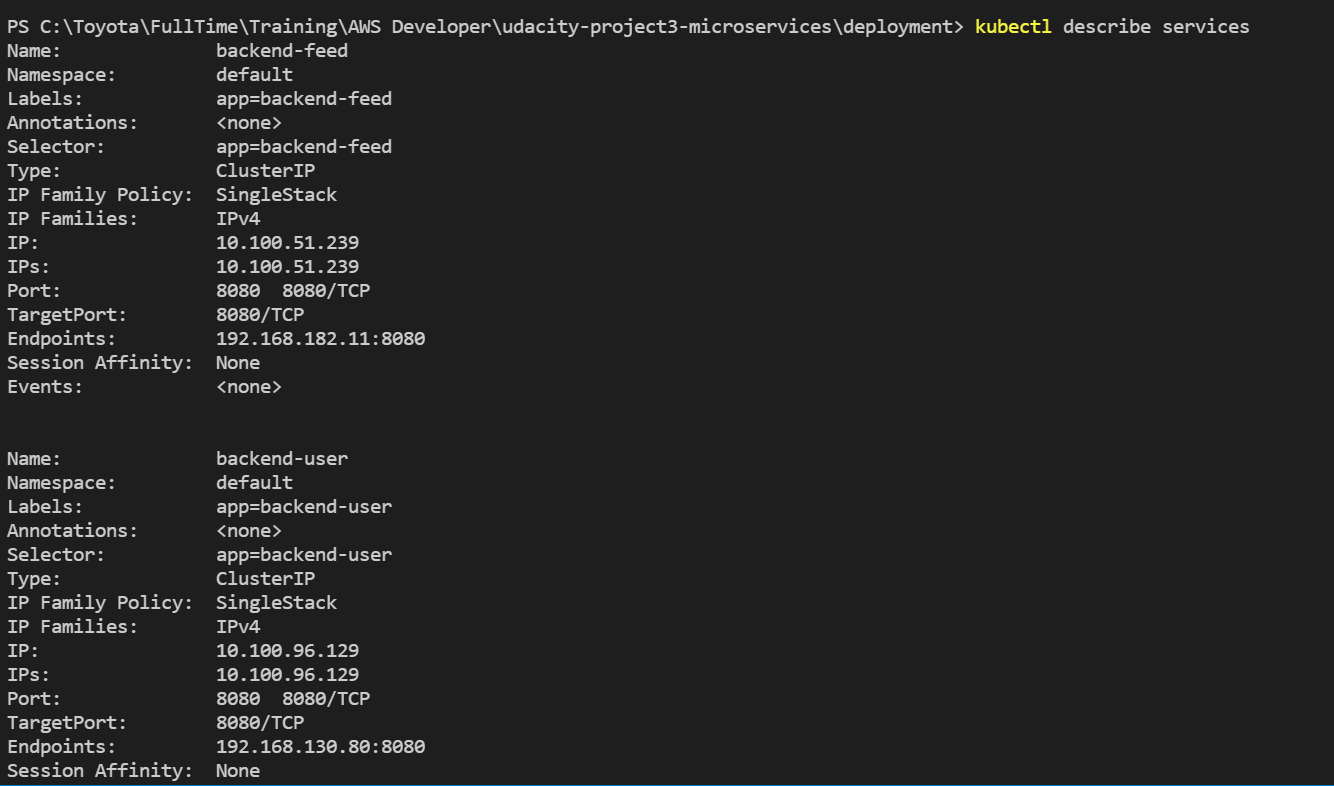 PS C:\Toyota\FullTime\Training\AWS Developer\udacity-project3-microservices\deployment> kubectl describe services
Name:              backend-feed
Namespace:         default
Labels:            app=backend-feed
Annotations:       <none>
Selector:          app=backend-feed
Type:              ClusterIP
IP Family Policy:  SingleStack
IP Families:       IPv4
IP:                10.100.51.239
IPs:               10.100.51.239
Port:              8080  8080/TCP
TargetPort:        8080/TCP
Endpoints:         192.168.182.11:8080
Session Affinity:  None
Events:            <none>
Name:              backend-user
Namespace:         default
Labels:            app=backend-user
Annotations:       <none>
Selector:          app=backend-user
Type:              ClusterIP
IP Family Policy:  SingleStack
IP Families:       IPv4
IP:                10.100.96.129
IPs:               10.100.96.129
Port:              8080  8080/TCP
TargetPort:        8080/TCP
Endpoints:         192.168.130.80:8080
Session Affinity:  None